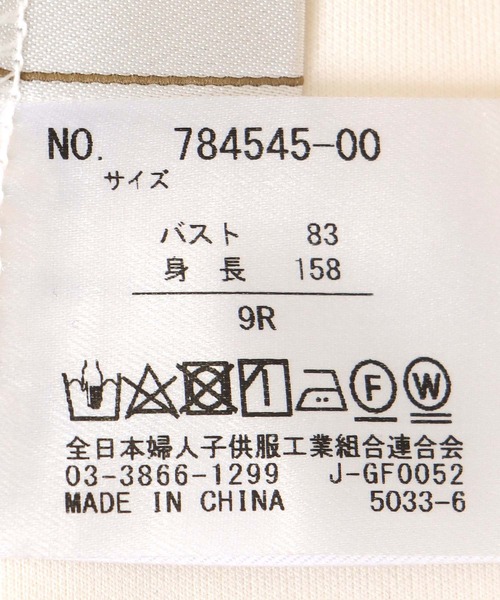 NO. 784545-00
サイズ
バスト 83
身長 158
9R
F W
全日本婦人子供服工業組合連合会
03-3866-1299 J-GF0052
MADE IN CHINA 5033-6